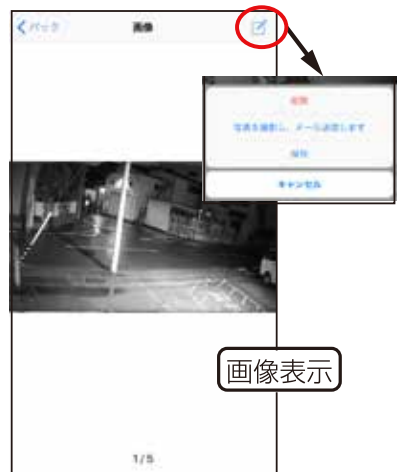 バック
画像
削除
写真を撮影し、メール送信します
保存
キャンセル
画像表示
1/5